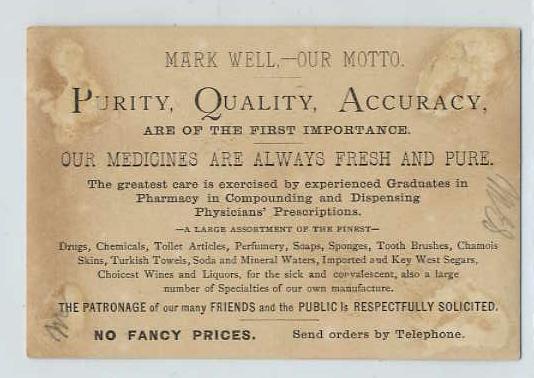 MARK WELL,—OUR MOTTO.
PURITY, QUALITY, ACCURACY,
ARE OF THE FIRST IMPORTANCE.
OUR MEDICINES ARE ALWAYS FRESH AND PURE.
The greatest care is exercised by experienced Graduates in
Pharmacy in Compounding and Dispensing
Physicians' Prescriptions.
—A LARGE ASSORTMENT OF THE FINEST—
Drugs, Chemicals, Toilet Articles, Perfumery, Soaps, Sponges, Tooth Brushes, Chamois
Skins, Turkish Towels, Soda and Mineral Waters, Imported and Key West Segars,
Choicest Wines and Liquors, for the sick and convalescent, also a large
number of Specialties of our own manufacture.
THE PATRONAGE of our many FRIENDS and the PUBLIC Is RESPECTFULLY SOLICITED.
NO FANCY PRICES. Send orders by Telephone.